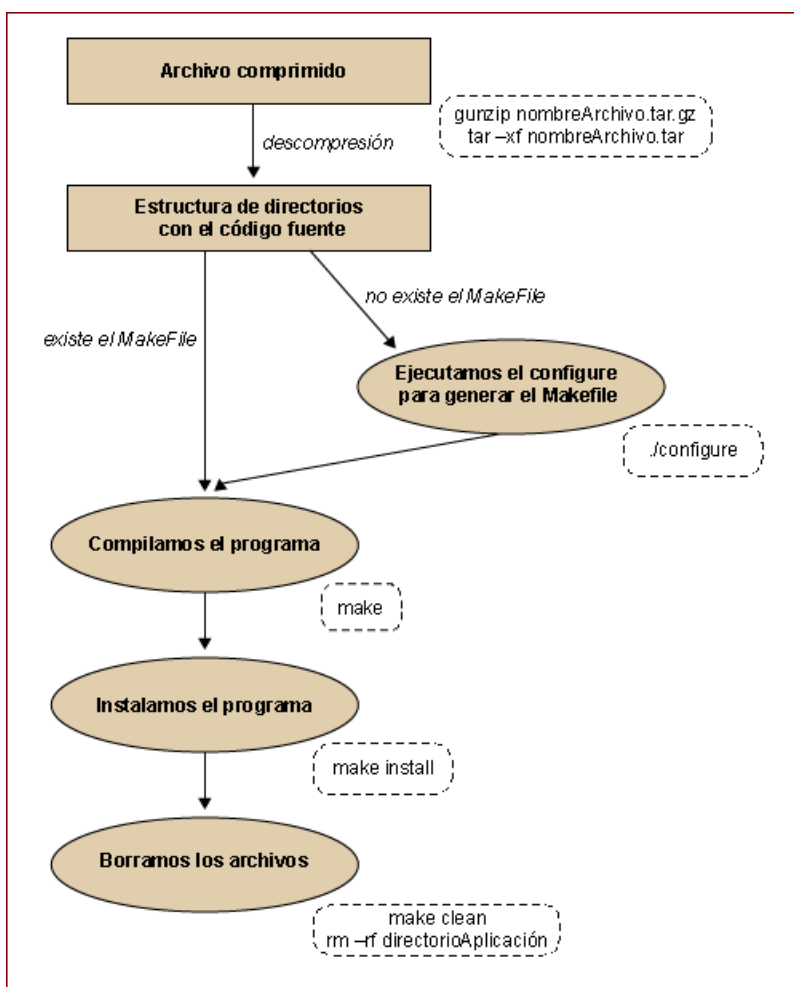 Archivo comprimido
gunzip nombreArchivo.tar.gz
tar –xf nombreArchivo.tar
descompresión
Estructura de directorios
con el código fuente
no existe el MakeFile
existe el MakeFile
Ejecutamos el configure
para generar el Makefile
./configure
Compilamos el programa
make
Instalamos el programa
make install
Borramos los archivos
make clean
rm –rf directorioAplicación